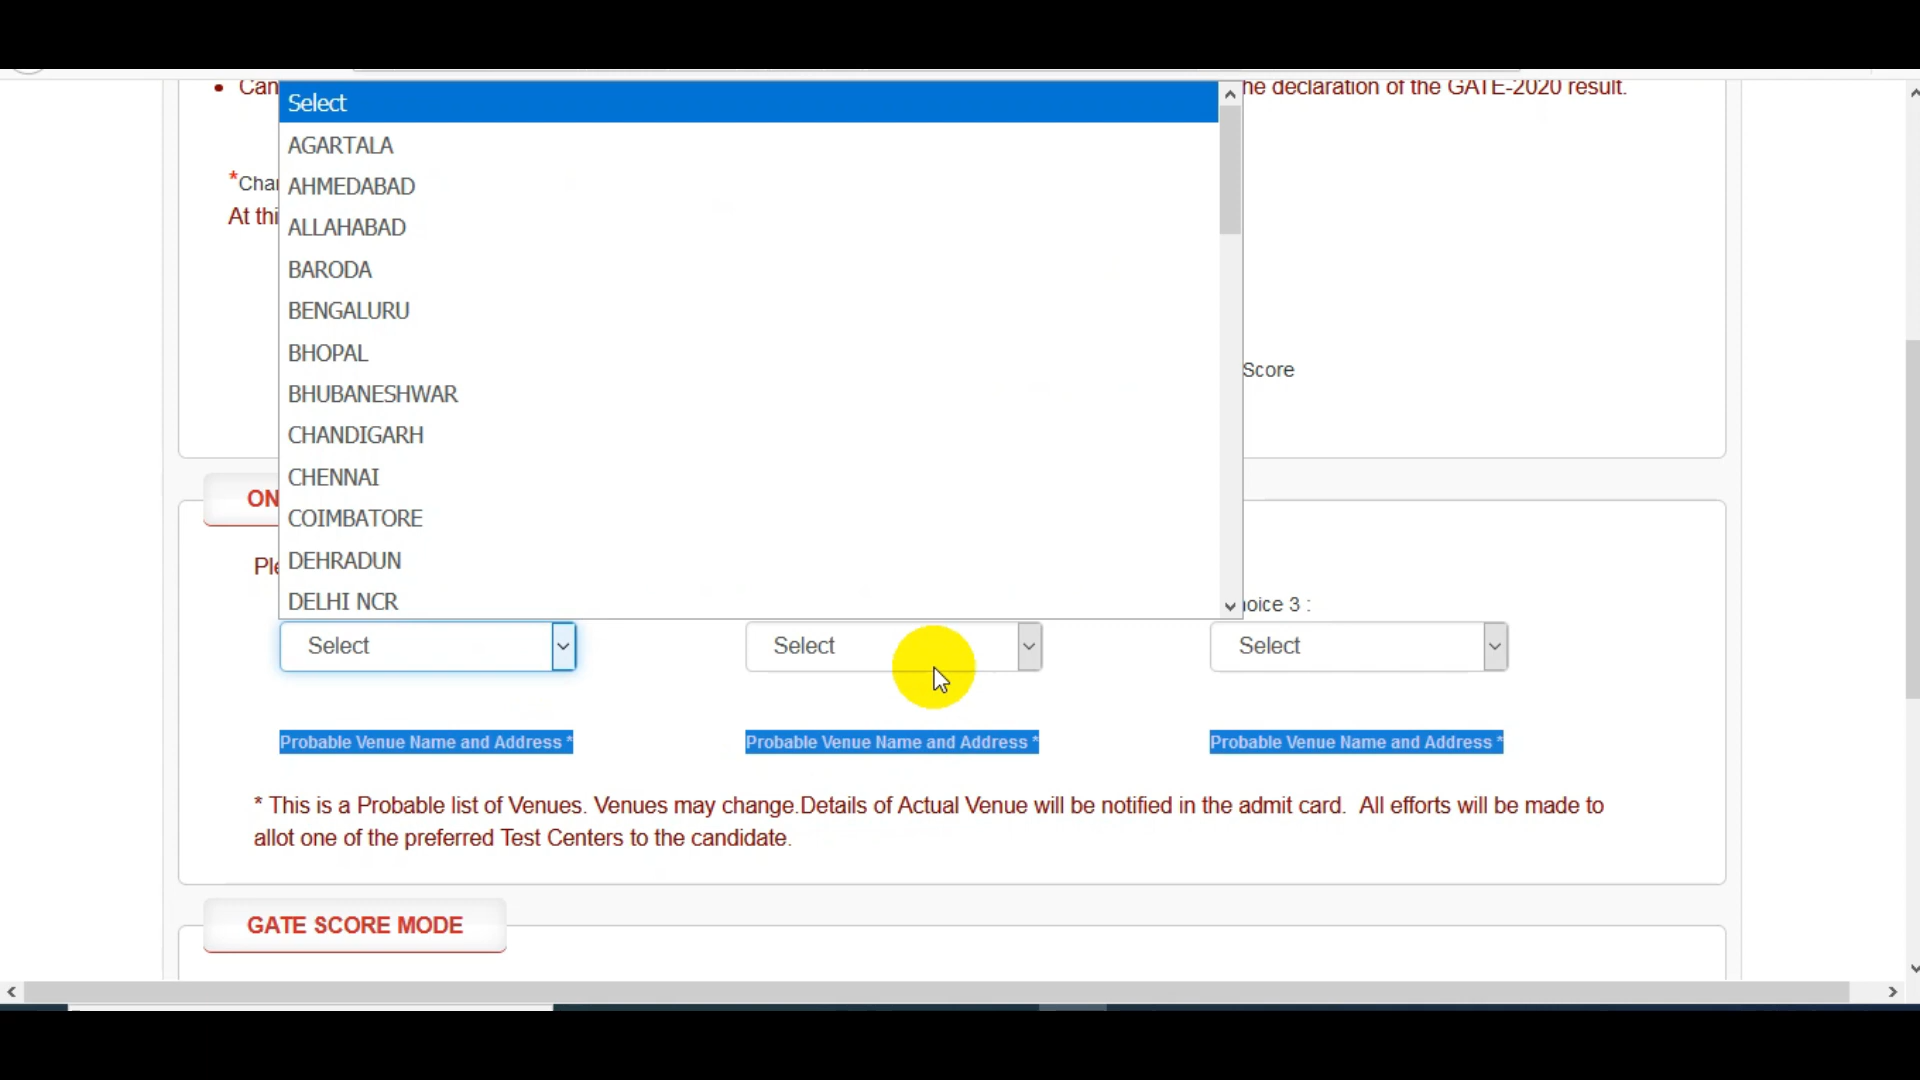 he declaration of the GATE-2020 result.
Select
AGARTALA
AHMEDABAD
ALLAHABAD
BARODA
BENGALURU
BHOPAL
BHUBANESHWAR
CHANDIGARH
CHENNAI
COIMBATORE
DEHRADUN
DELHI NCR
* Char
At thi
Score
ON
Ple
oice 3 :
Select
Select
Select
Probable Venue Name and Address *
Probable Venue Name and Address *
Probable Venue Name and Address *
* This is a Probable list of Venues. Venues may change.Details of Actual Venue will be notified in the admit card. All efforts will be made to
allot one of the preferred Test Centers to the candidate.
GATE SCORE MODE